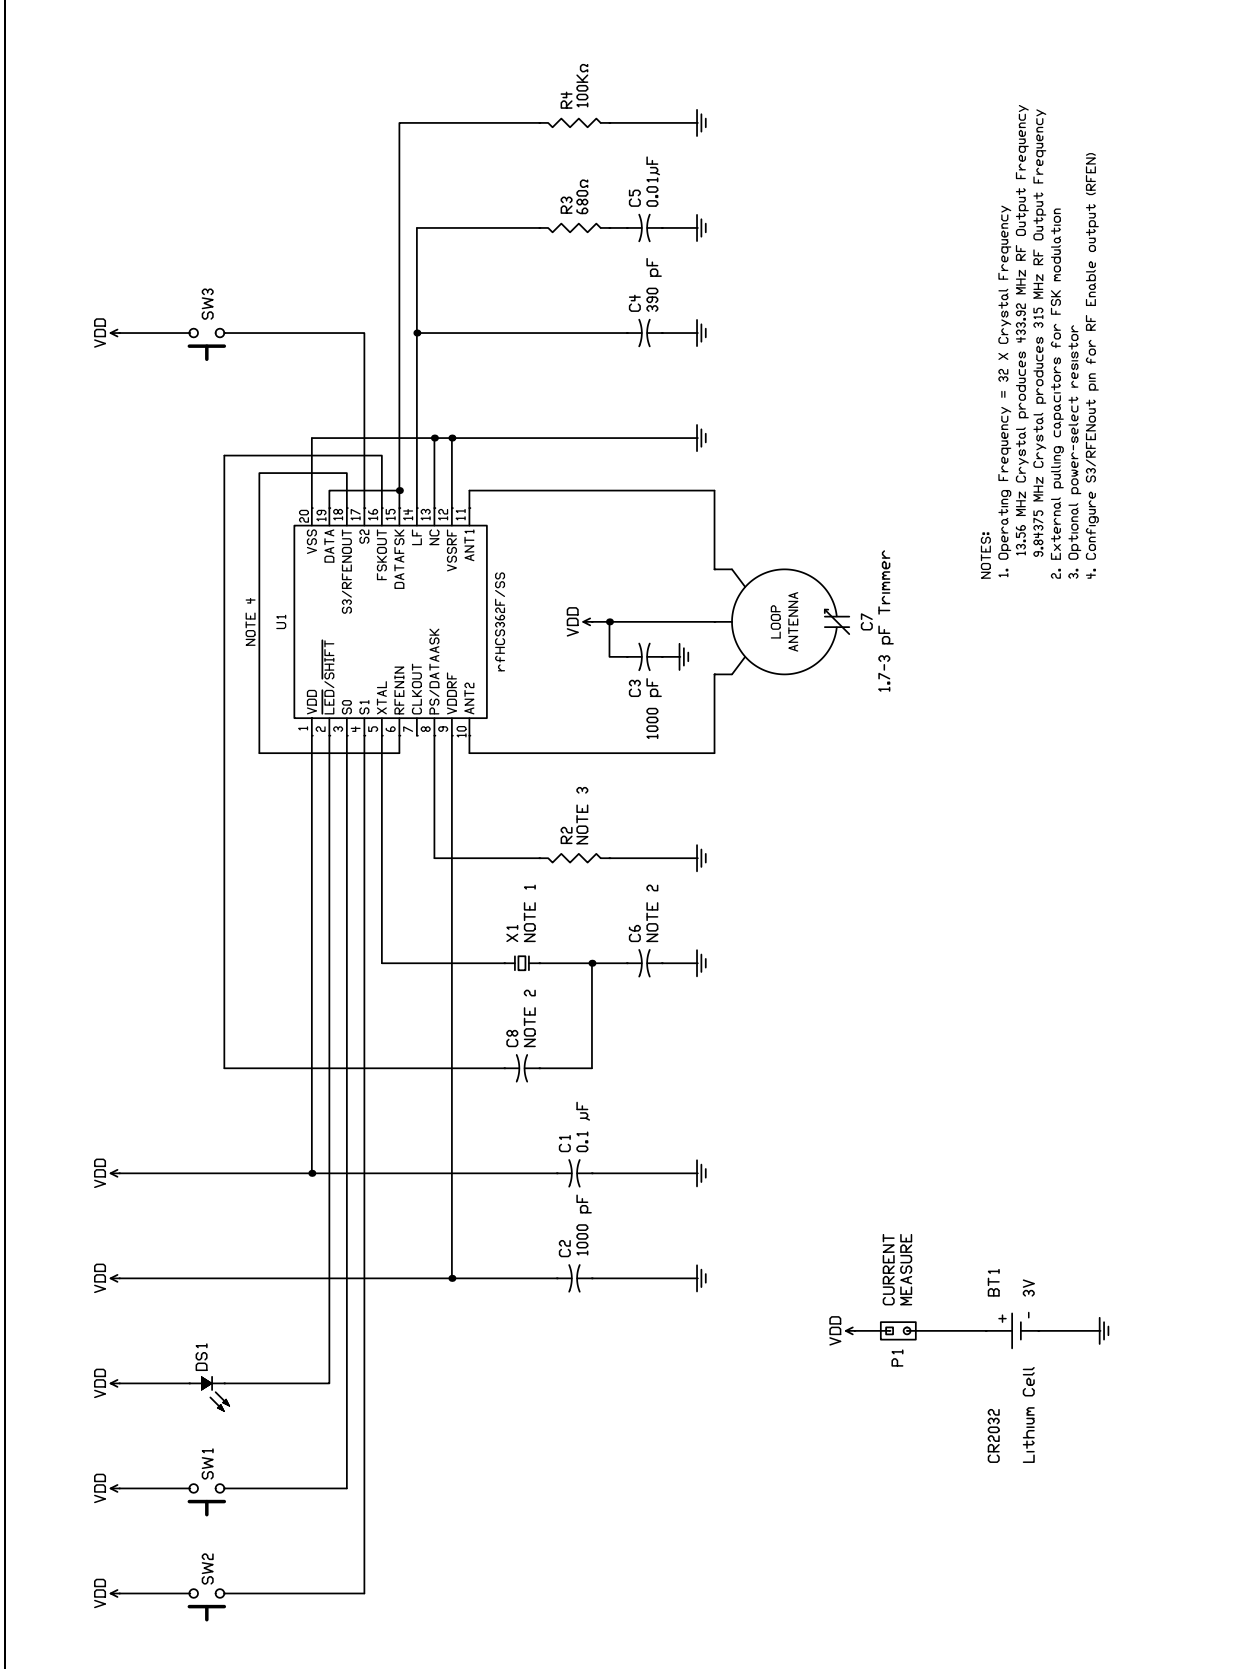 VDD
SW2
VDD
SW1
VDD
DS1
VDD
C2
1000 pF
VDD
C1
0.1 µF
C8
NOTE 2
X1
NOTE 1
C6
NOTE 2
R2
NOTE 3
NOTE 4
U1
1 VDD
2 LED/SHIFT
3 S0
4 S1
5 XTAL
6 RFENIN
7 CLKOUT
8 PS/DATAASK
9 VDDRF
10 ANT2
VSS 20
DATA 19
S3/RFENOUT 18
S2 17
FSKOUT 16
DATAFSK 15
LF 14
NC 13
VSSRF 12
ANT1 11
rfHCS362F/SS
VDD
C3
1000 pF
LOOP
ANTENNA
C7
1.7-3 pF Trimmer
VDD
SW3
C4
390 pF
R3
680Ω
C5
0.01µF
R4
100KΩ
VDD
P1
CURRENT
MEASURE
+ BT1
- 3V
CR2032
Lithium Cell
NOTES:
1. Operating Frequency = 32 X Crystal Frequency
13.56 MHz Crystal produces 433.92 MHz RF Output Frequency
9.84375 MHz Crystal produces 315 MHz RF Output Frequency
2. External pulling capacitors for FSK modulation
3. Optional power-select resistor
4. Configure S3/RFENout pin for RF Enable output (RFEN)